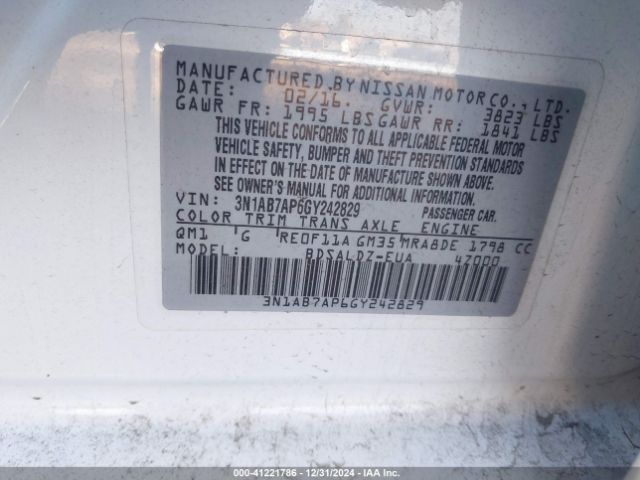 MANUFACTURED BY NISSAN MOTOR CO., LTD.
DATE: 02/16. GVWR: 3823 LBS
GAWR FR: 1995 LBS GAWR RR: 1841 LBS
THIS VEHICLE CONFORMS TO ALL APPLICABLE FEDERAL MOTOR
VEHICLE SAFETY, BUMPER AND THEFT PREVENTION STANDARDS
IN EFFECT ON THE DATE OF MANUFACTURE SHOWN ABOVE.
SEE OWNER'S MANUAL FOR ADDITIONAL INFORMATION.
VIN: 3N1AB7AP6GY242829 PASSENGER CAR.
COLOR TRIM TRANS AXLE ENGINE
QM1 G RE0F11A GM35 MRA8DE 1798 CC
MODEL: BDSALDZ-EUA 4Z000
3N1AB7AP6GY242829
000-41221786 - 12/31/2024 - IAA Inc.